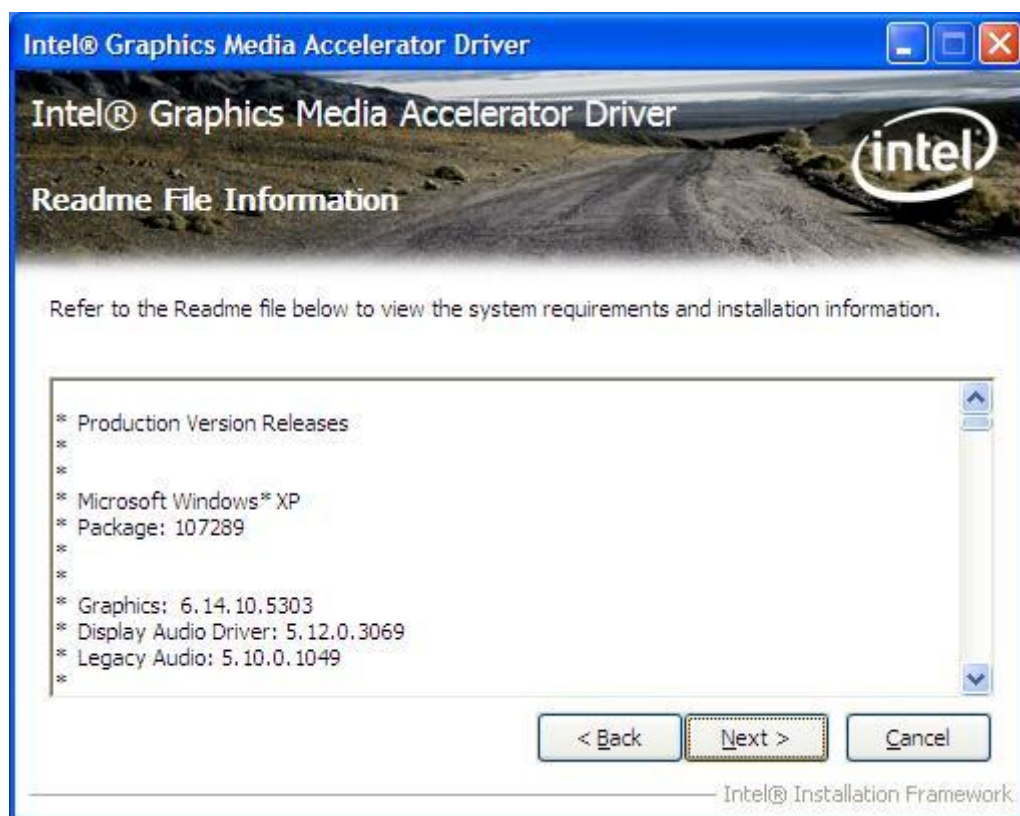 Intel® Graphics Media Accelerator Driver
Intel® Graphics Media Accelerator Driver
intel
Readme File Information
Refer to the Readme file below to view the system requirements and installation information.
* Production Version Releases
*
*
* Microsoft Windows* XP
* Package: 107289
*
*
* Graphics: 6.14.10.5303
* Display Audio Driver: 5.12.0.3069
* Legacy Audio: 5.10.0.1049
*
< Back
Next >
Cancel
Intel® Installation Framework